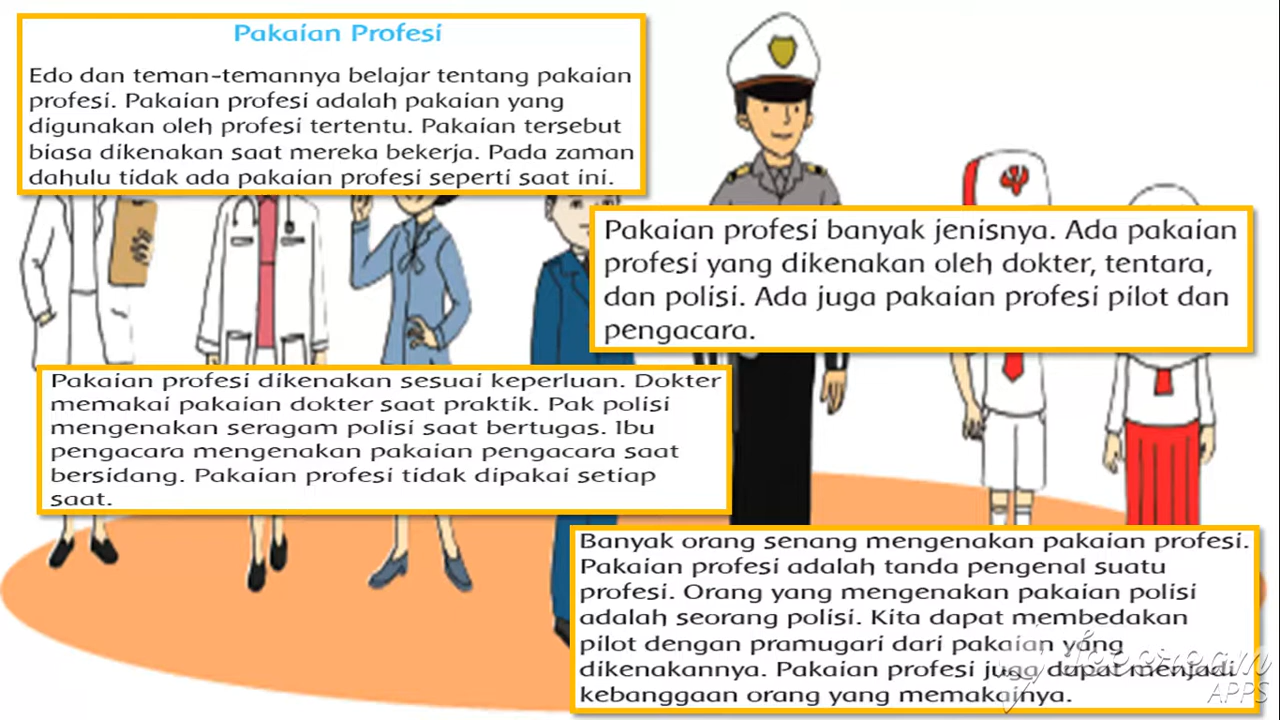 Pakaian Profesi
Edo dan teman-temannya belajar tentang pakaian
profesi. Pakaian profesi adalah pakaian yang
digunakan oleh profesi tertentu. Pakaian tersebut
biasa dikenakan saat mereka bekerja. Pada zaman
dahulu tidak ada pakaian profesi seperti saat ini.
Pakaian profesi banyak jenisnya. Ada pakaian
profesi yang dikenakan oleh dokter, tentara,
dan polisi. Ada juga pakaian profesi pilot dan
pengacara.
Pakaian profesi dikenakan sesuai keperluan. Dokter
memakai pakaian dokter saat praktik. Pak polisi
mengenakan seragam polisi saat bertugas. Ibu
pengacara mengenakan pakaian pengacara saat
bersidang. Pakaian profesi tidak dipakai setiap
saat.
Banyak orang senang mengenakan pakaian profesi.
Pakaian profesi adalah tanda pengenal suatu
profesi. Orang yang mengenakan pakaian polisi
adalah seorang polisi. Kita dapat membedakan
pilot dengan pramugari dari pakaian yang
dikenakannya. Pakaian profesi juga dapat menjadi
kebanggaan orang yang memakainya.
APPS